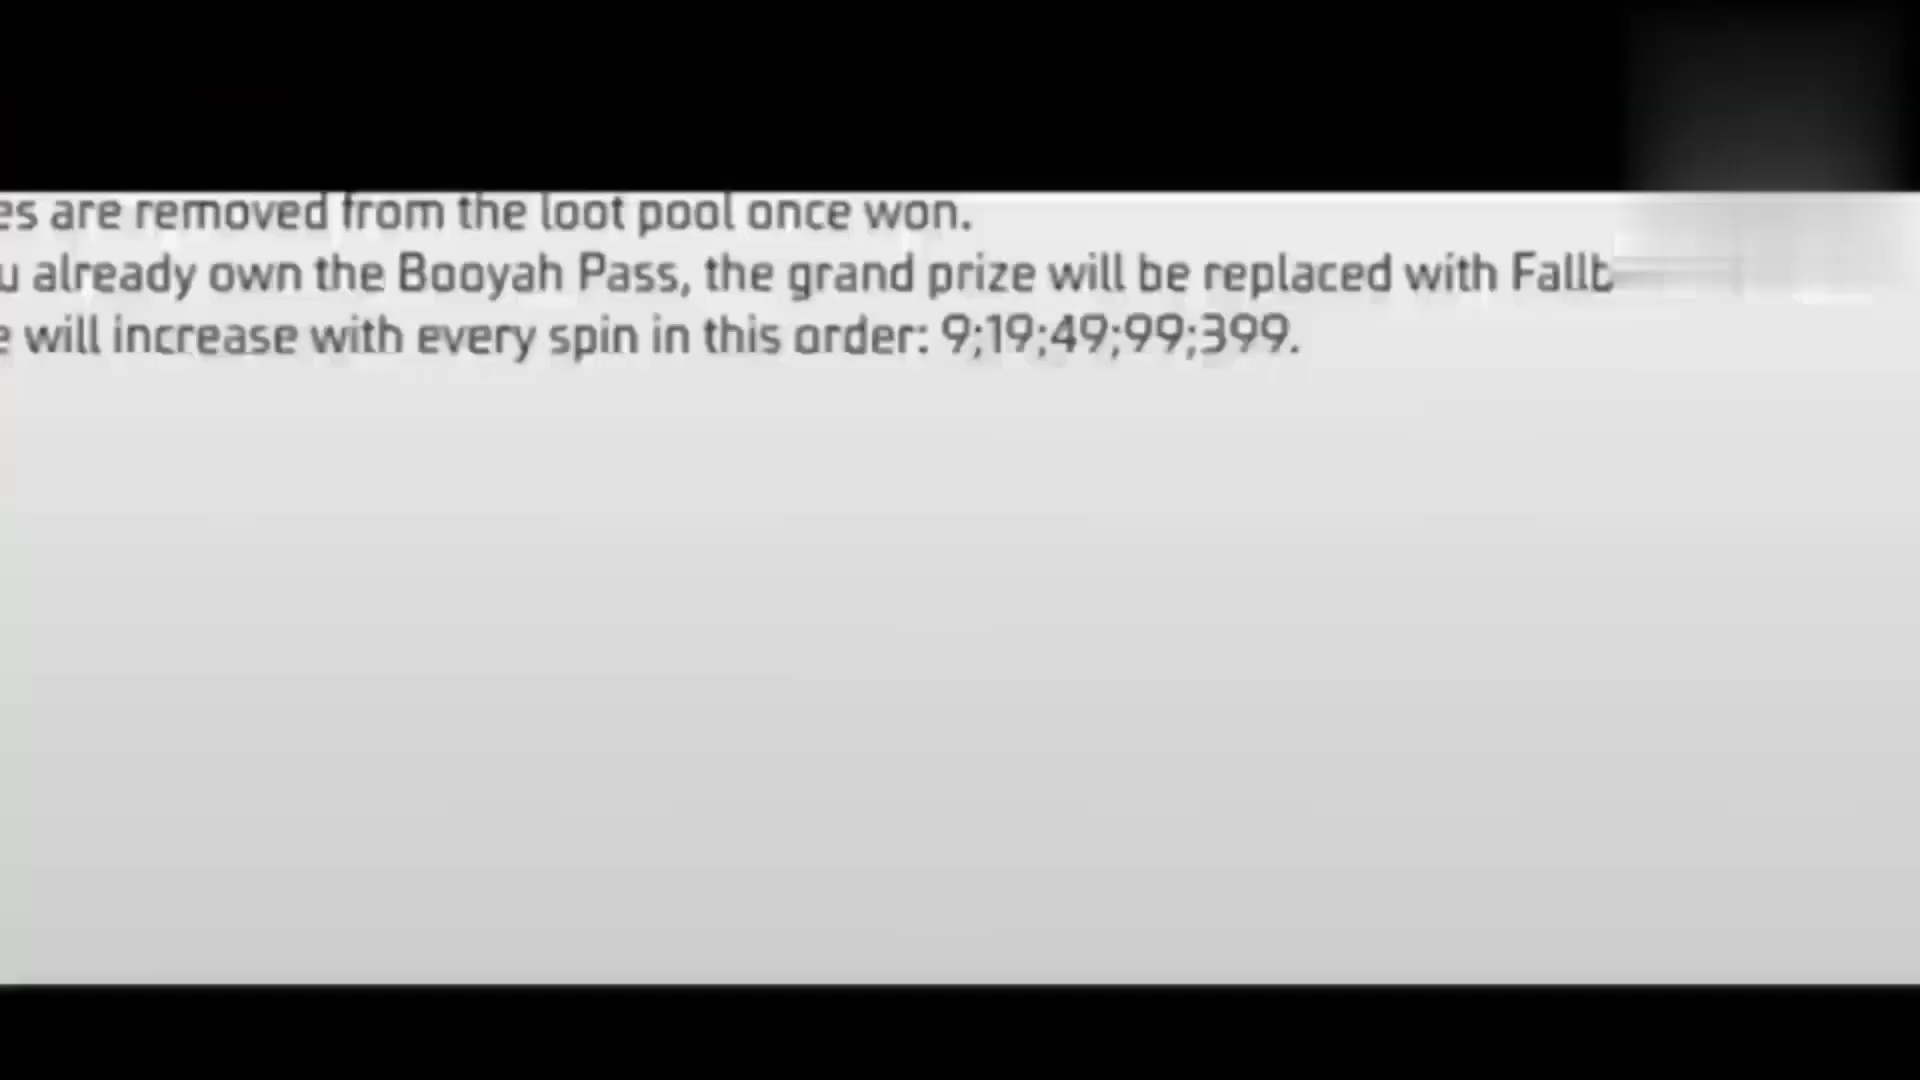 es are removed from the loot pool once won.
u already own the Booyah Pass, the grand prize will be replaced with Fallb
e will increase with every spin in this order: 9;19;49;99;399.